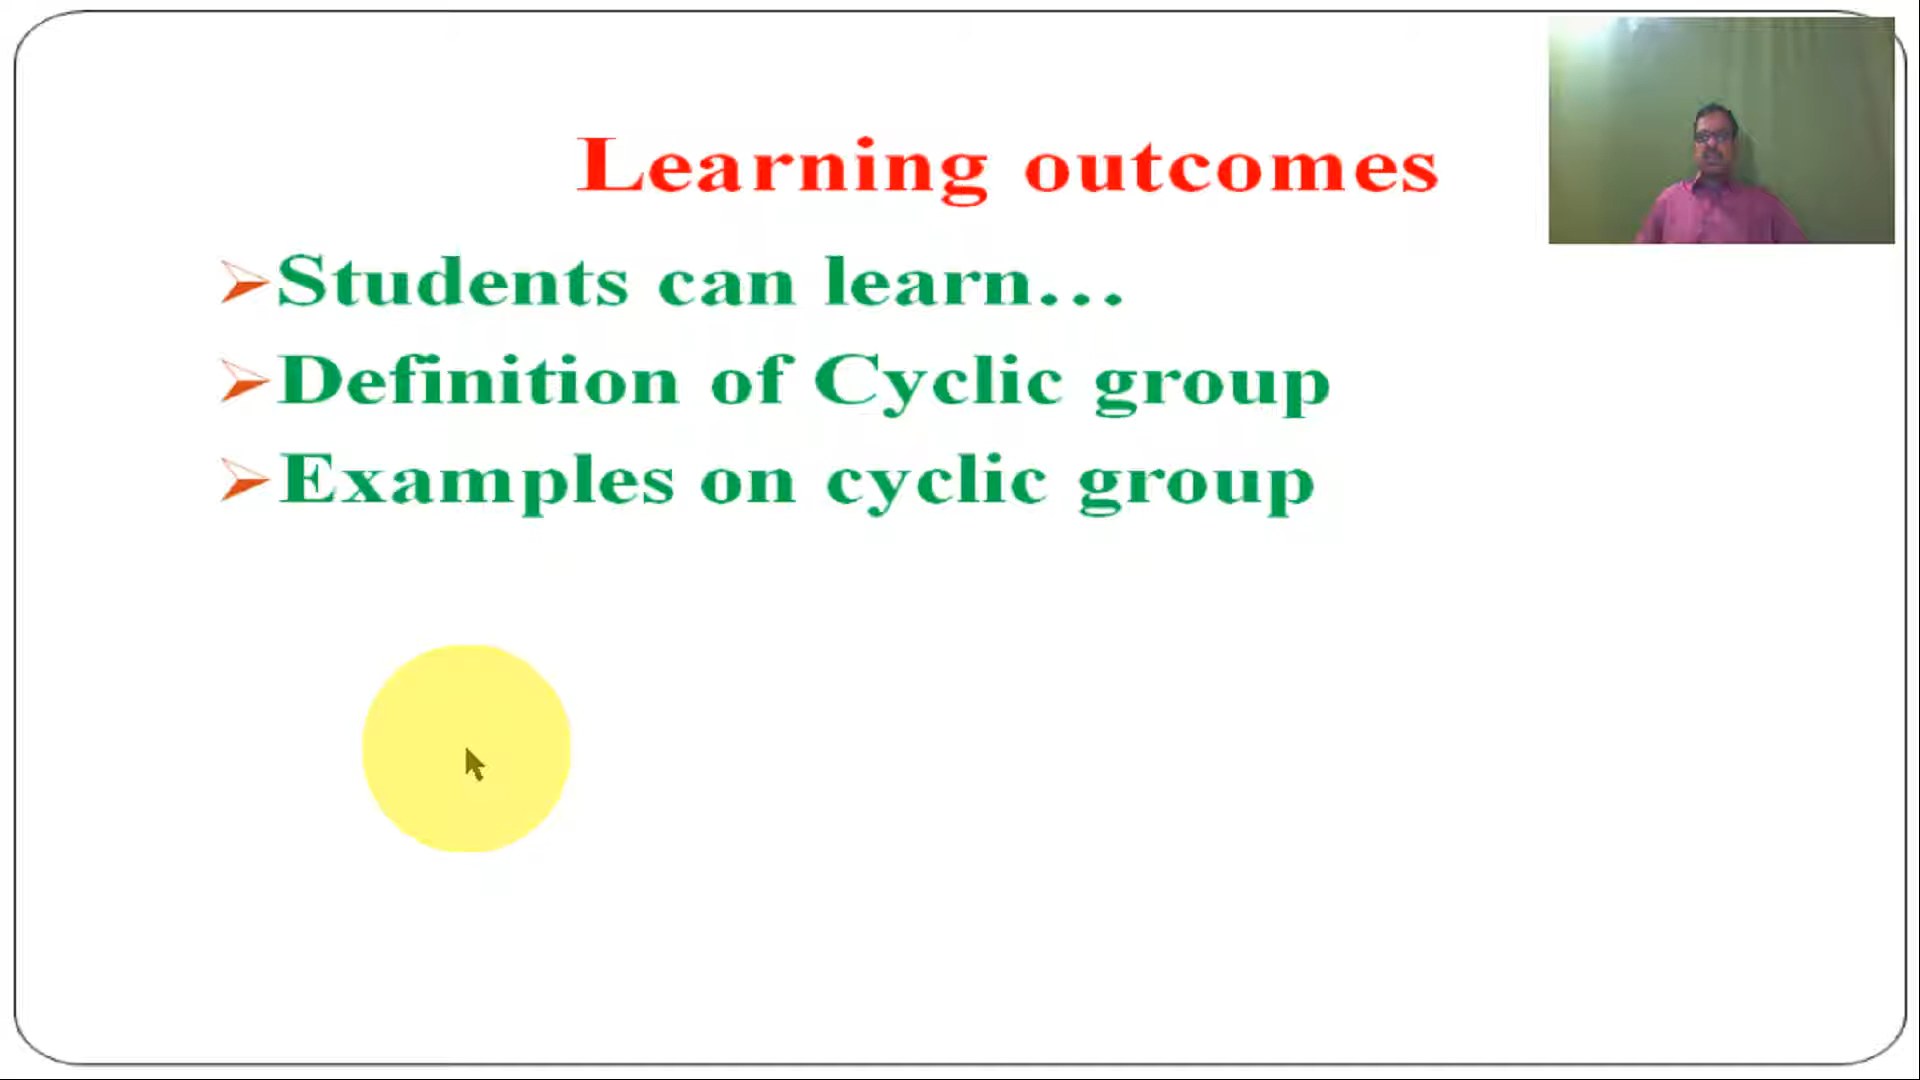 Learning outcomes
Students can learn…
Definition of Cyclic group
Examples on cyclic group